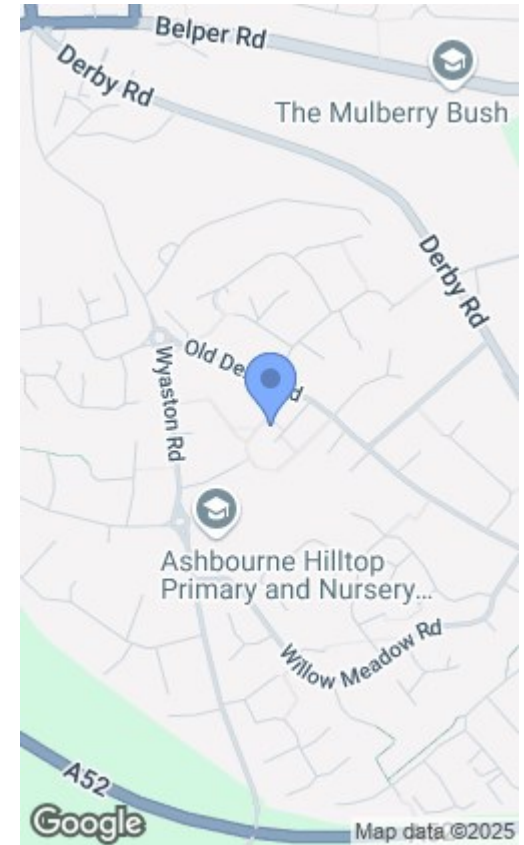 Belper Rd
Derby Rd
The Mulberry Bush
Derby Rd
Old De
d
Wyaston Rd
Ashbourne Hilltop
Primary and Nursery...
Willow Meadow Rd
A52
Google
Map data ©2025